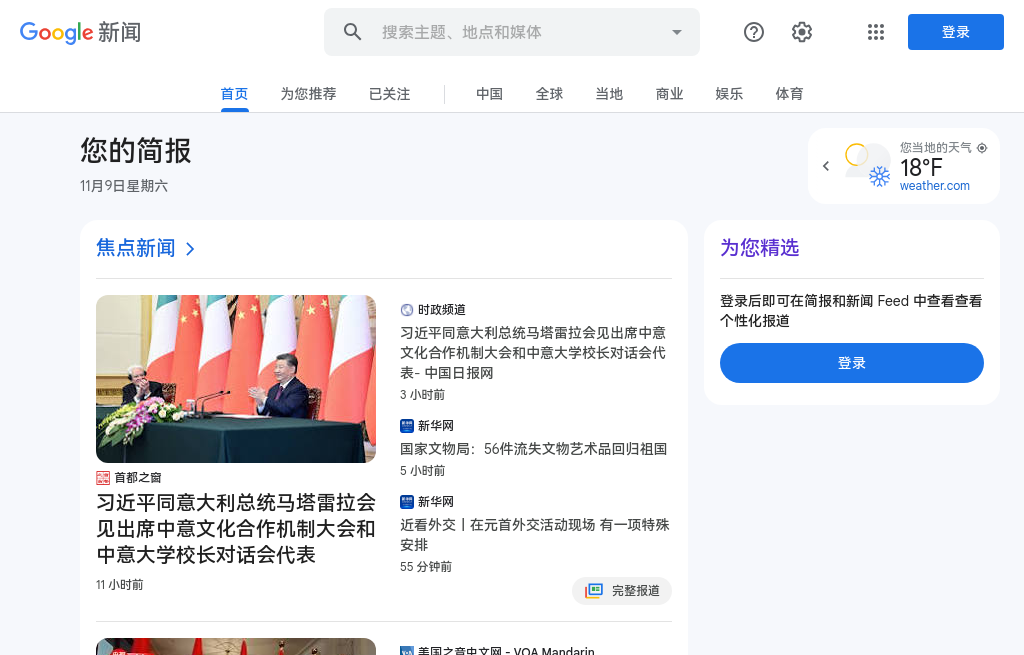 Google 新闻
搜索主题、地点和媒体
登录
首页
为您推荐
已关注
中国
全球
当地
商业
娱乐
体育
您的简报
11月9日星期六
您当地的天气
18°F
weather.com
焦点新闻
首都之窗
习近平同意大利总统马塔雷拉会
见出席中意文化合作机制大会和
中意大学校长对话会代表
11 小时前
时政频道
习近平同意大利总统马塔雷拉会见出席中意
文化合作机制大会和中意大学校长对话会代
表- 中国日报网
3 小时前
新华网
国家文物局：56件流失文物艺术品回归祖国
5 小时前
新华网
近看外交丨在元首外交活动现场 有一项特殊
安排
55 分钟前
完整报道
美国之音中文网 - VOA Mandarin
为您精选
登录后即可在简报和新闻 Feed 中查看查看
个性化报道
登录